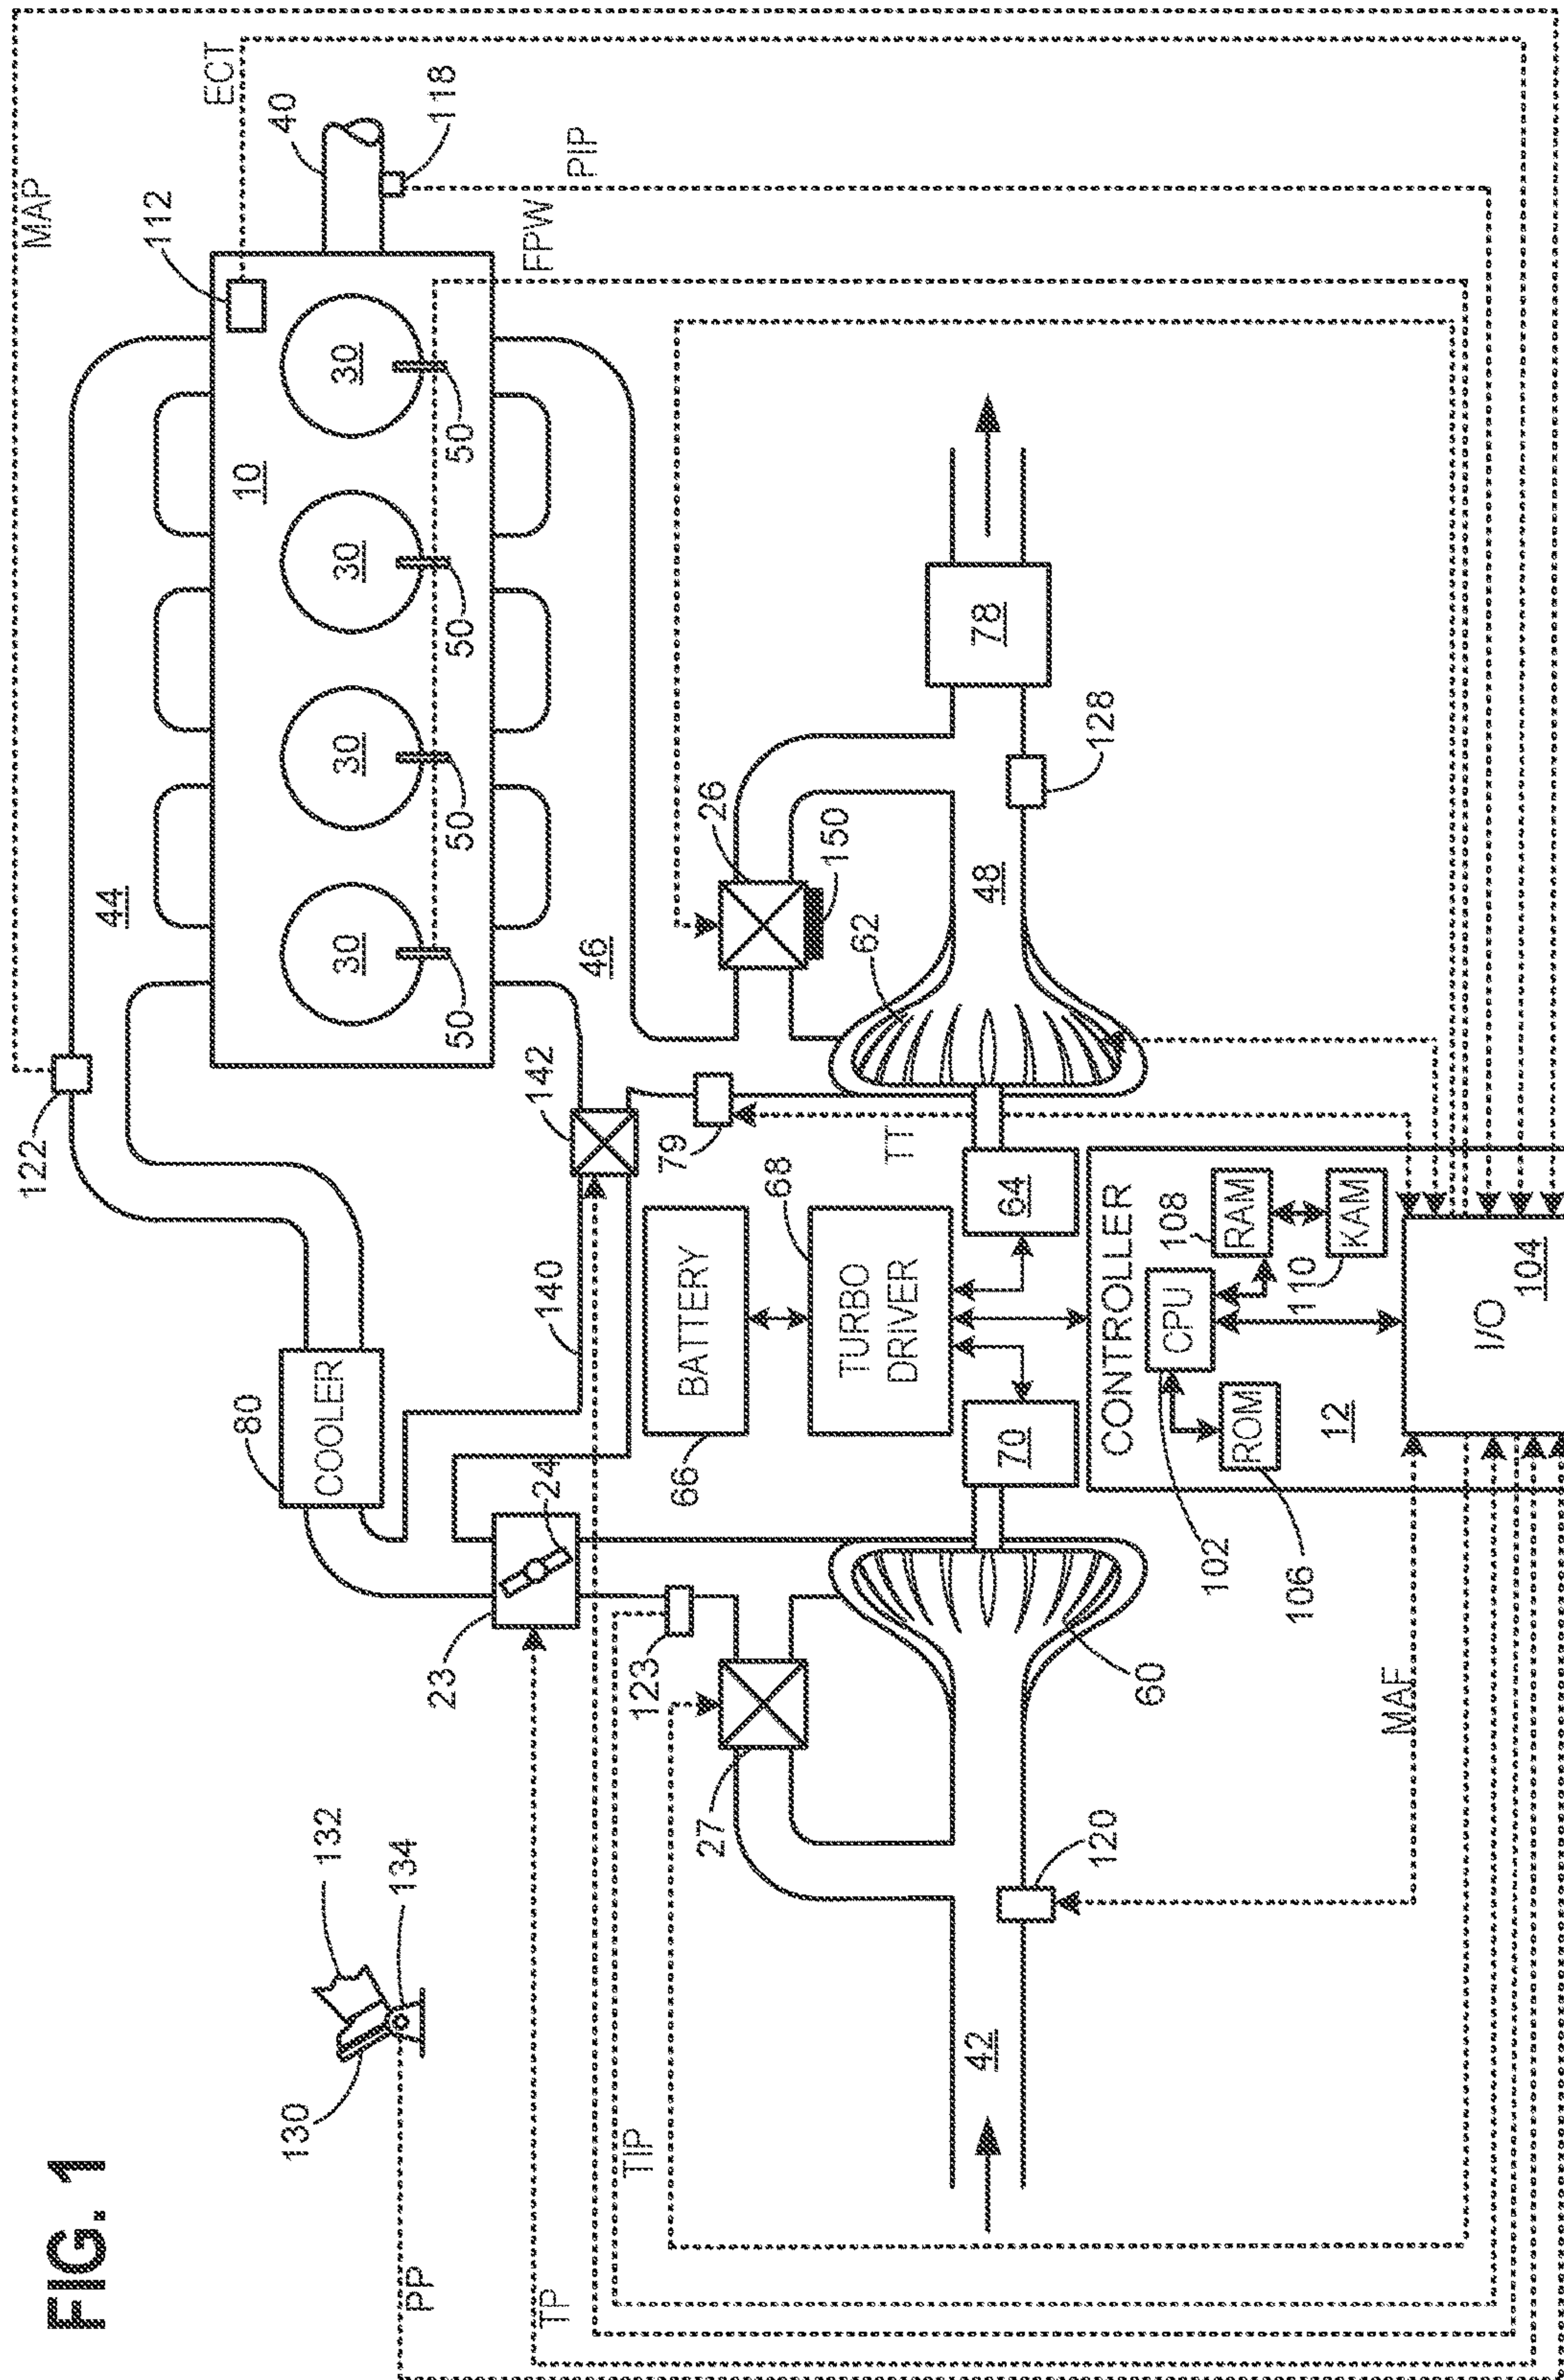 FIG. 1
MAP
ECT
40
118
112
PIP
FPW
122
44
10
30
30
30
30
50
50
50
50
80
COOLER
46
142
140
79
TT
26
150
62
48
128
78
132
134
130
PP
TP
TIP
23
24
123
27
66
BATTERY
68
TURBO
DRIVER
64
70
60
42
120
MAF
CONTROLLER
12
102
CPU
106
ROM
108
RAM
110
KAM
I/O
104